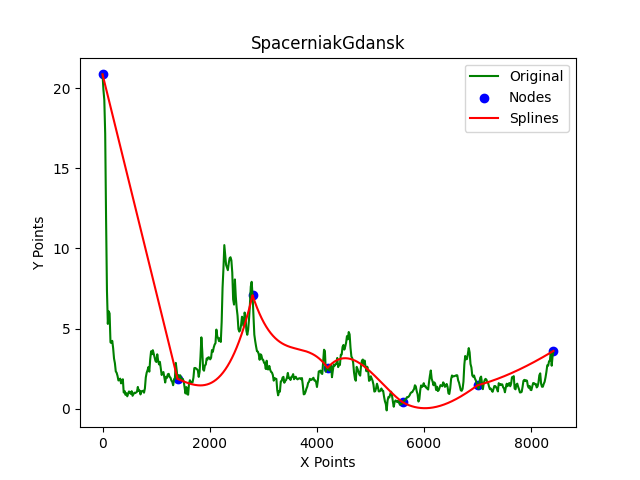 SpacerniakGdansk
Original
Nodes
Splines
Y Points
20
15
10
5
0
0 2000 4000 6000 8000
X Points